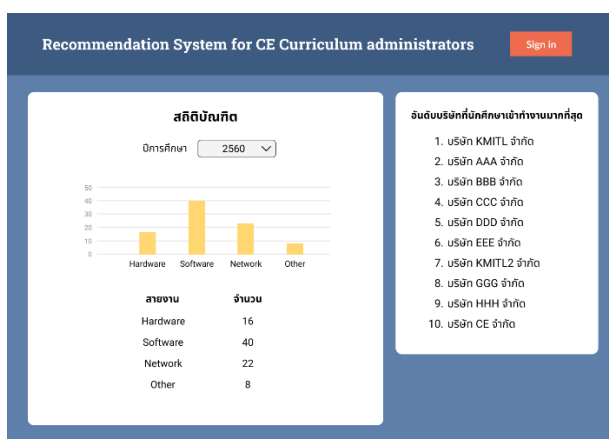 Recommendation System for CE Curriculum administrators
Sign in
สถิติบัณฑิต
ปีการศึกษา 2560
50
40
30
20
10
0
Hardware Software Network Other
สายงาน จำนวน
Hardware 16
Software 40
Network 22
Other 8
อันดับบริษัทที่นักศึกษาเข้าทำงานมากที่สุด
1. บริษัท KMITL จำกัด
2. บริษัท AAA จำกัด
3. บริษัท BBB จำกัด
4. บริษัท CCC จำกัด
5. บริษัท DDD จำกัด
6. บริษัท EEE จำกัด
7. บริษัท KMITL2 จำกัด
8. บริษัท GGG จำกัด
9. บริษัท HHH จำกัด
10. บริษัท CE จำกัด